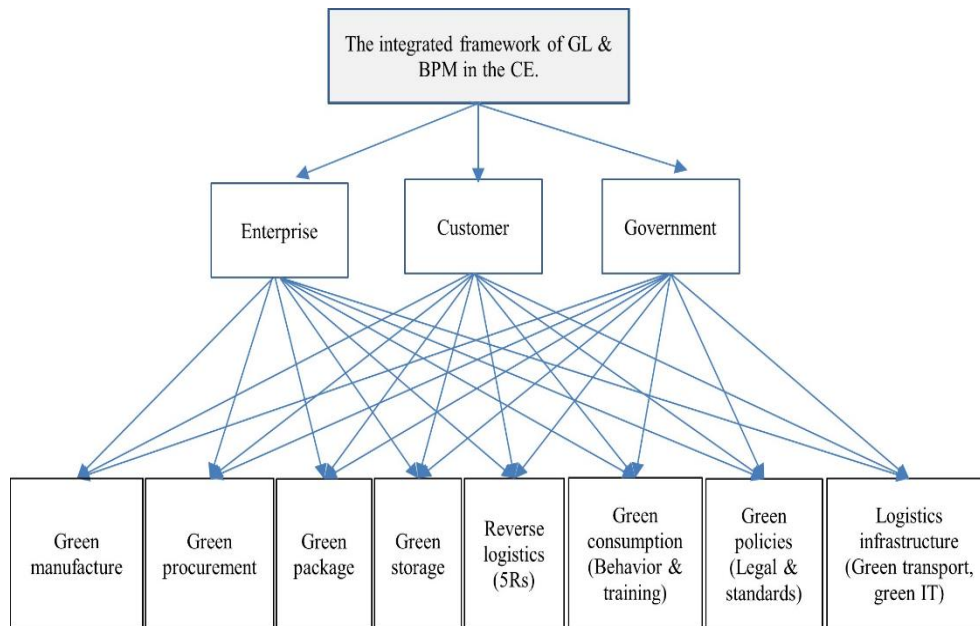 The integrated framework of GL &
BPM in the CE.
Enterprise
Customer
Government
Green
manufacture
Green
procurement
Green
package
Green
storage
Reverse
logistics
(5Rs)
Green
consumption
(Behavior &
training)
Green
policies
(Legal &
standards)
Logistics
infrastructure
(Green transport,
green IT)